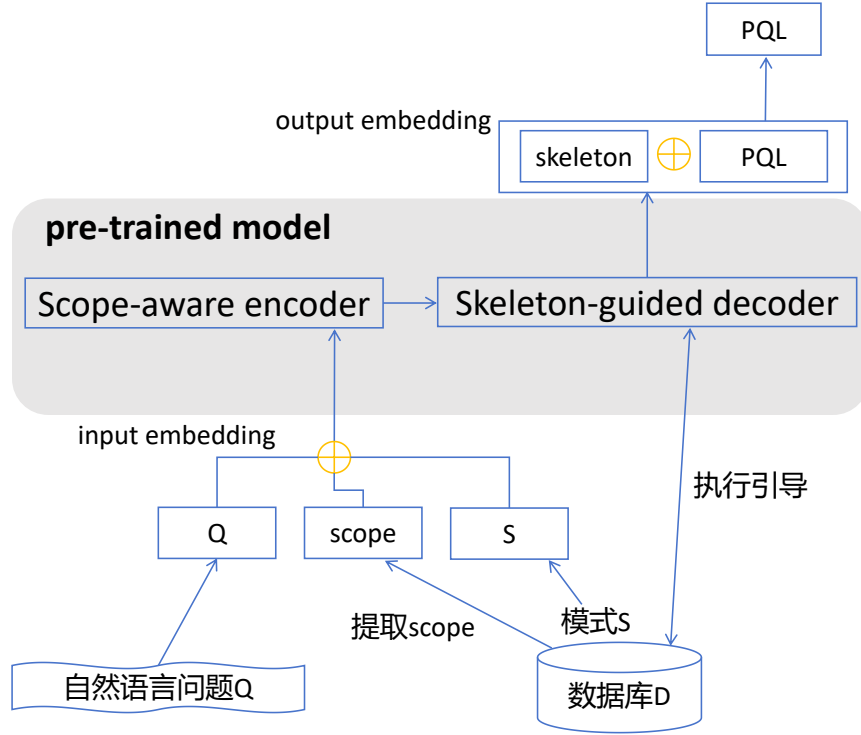 PQL
output embedding
skeleton
PQL
pre-trained model
Scope-aware encoder
Skeleton-guided decoder
input embedding
执行引导
Q
scope
S
提取scope
模式S
自然语言问题Q
数据库D